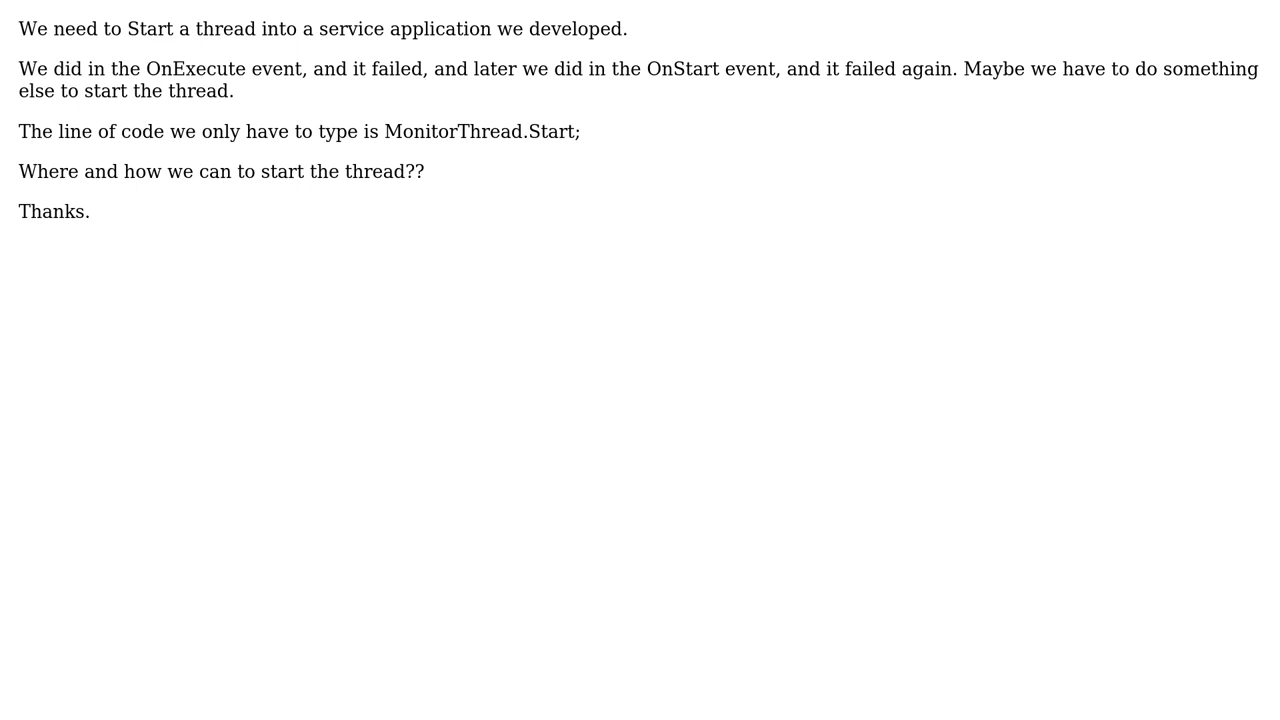 We need to Start a thread into a service application we developed.
We did in the OnExecute event, and it failed, and later we did in the OnStart event, and it failed again. Maybe we have to do something
else to start the thread.
The line of code we only have to type is MonitorThread.Start;
Where and how we can to start the thread??
Thanks.